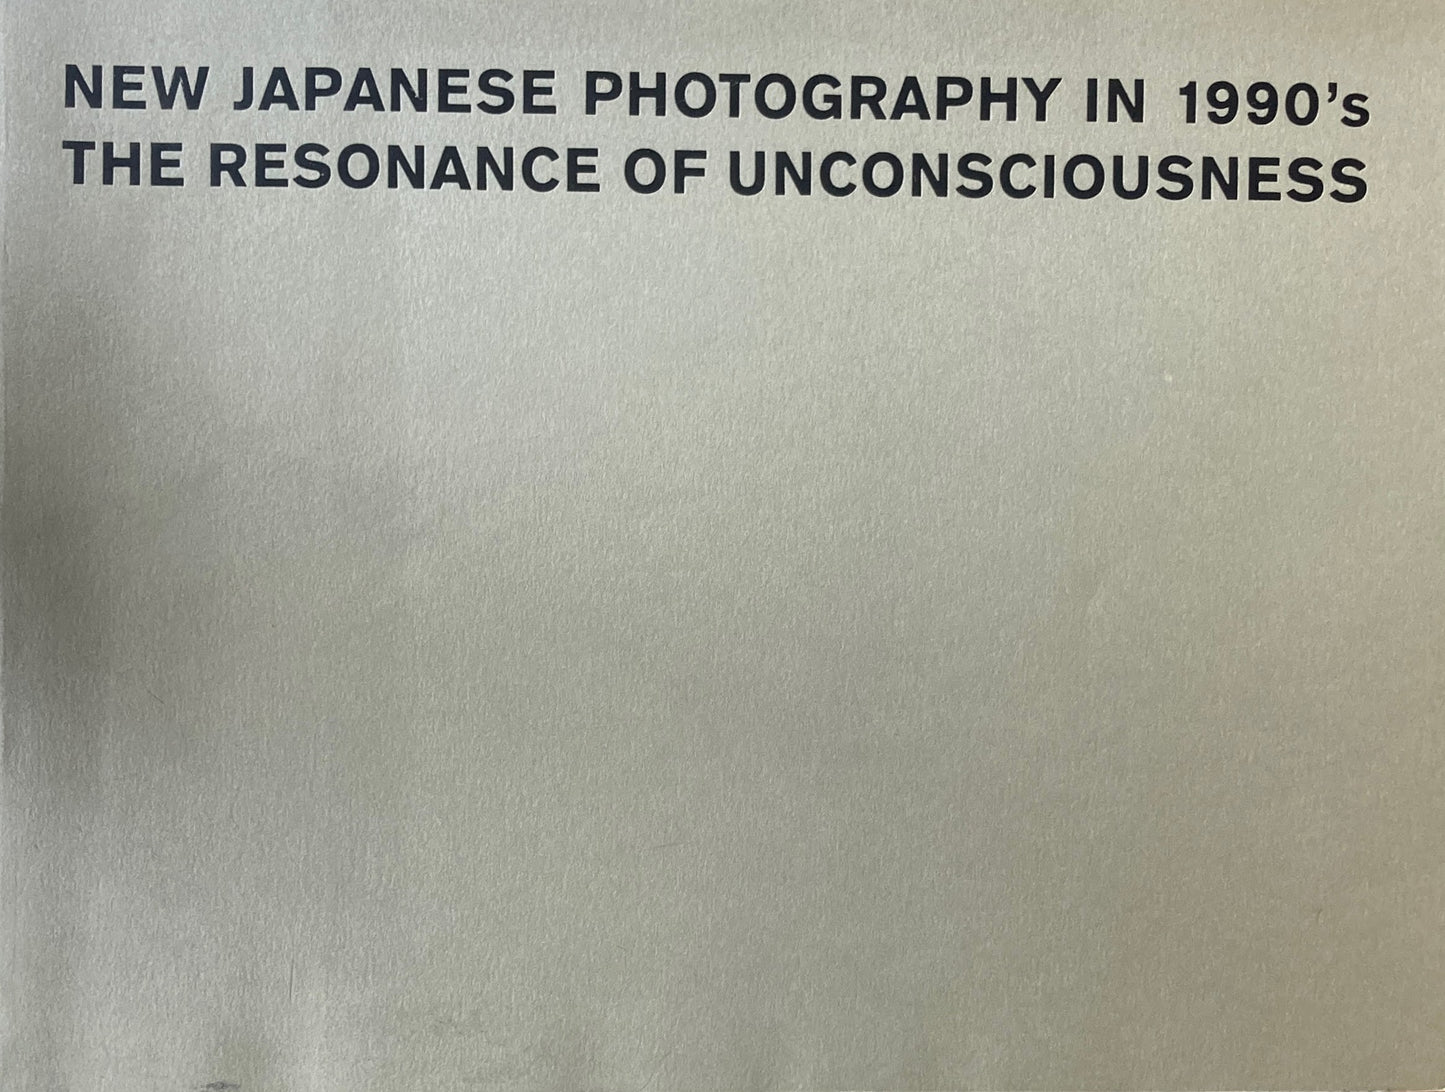 NEW JAPANESE PHOTOGRAPHY IN 1990’s
THE RESONANCE OF UNCONSCIOUSNESS